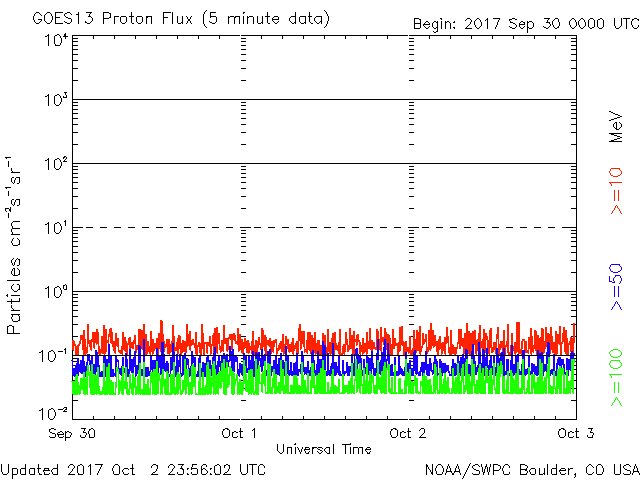 GOES13 Proton Flux (5 minute data)
Begin: 2017 Sep 30 0000 UTC
10⁴
10³
10²
10¹
10⁰
10⁻¹
10⁻²
Particles cm⁻²s⁻¹sr⁻¹
MeV
>=10
>=50
>=100
Sep 30
Oct 1
Oct 2
Oct 3
Universal Time
Updated 2017 Oct  2 23:56:02 UTC
NOAA/SWPC Boulder, CO USA